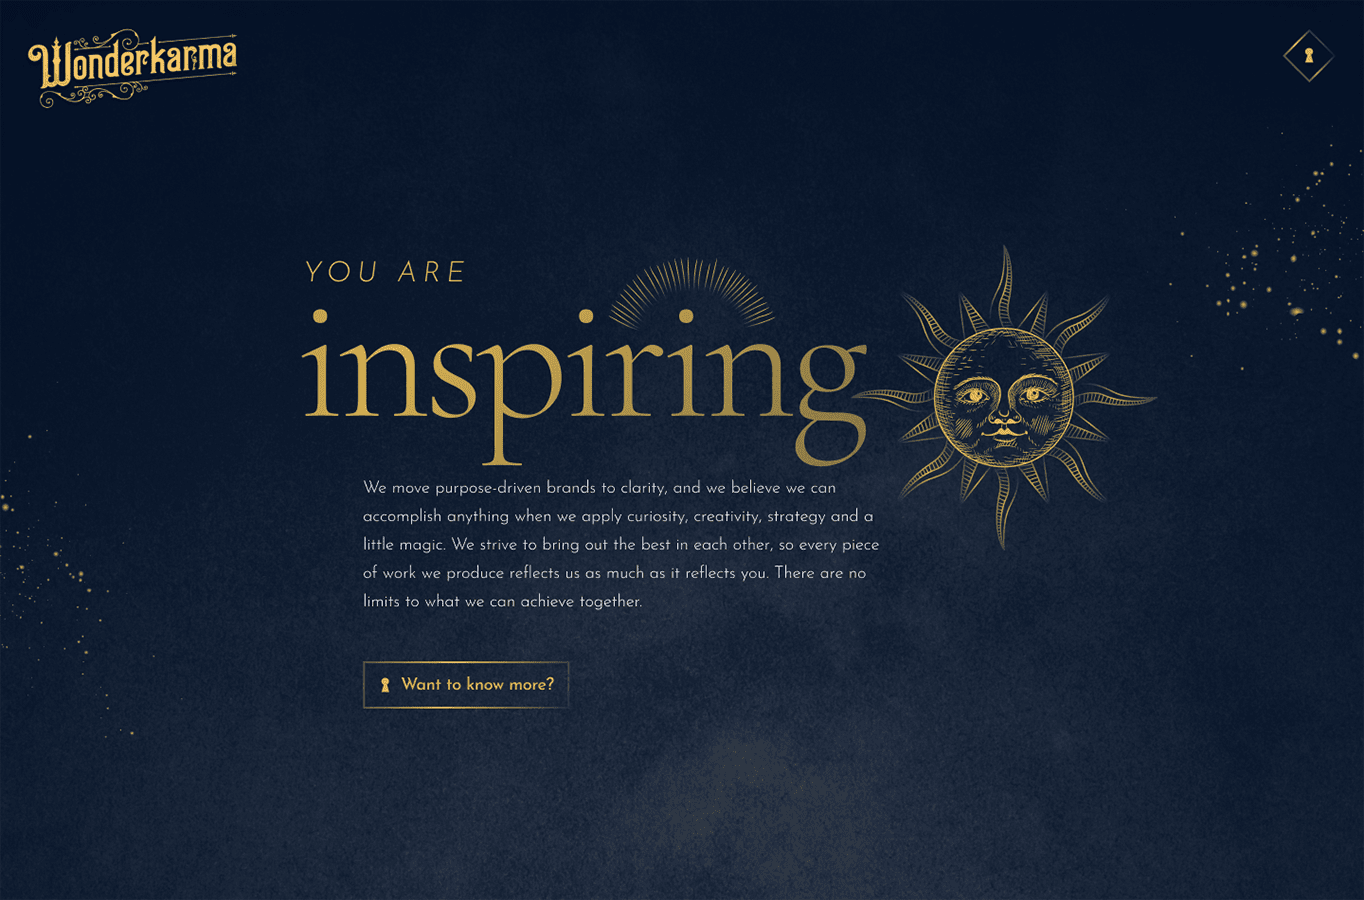 Wonderkarma
YOU ARE
inspiring
We move purpose-driven brands to clarity, and we believe we can
accomplish anything when we apply curiosity, creativity, strategy and a
little magic. We strive to bring out the best in each other, so every piece
of work we produce reflects us as much as it reflects you. There are no
limits to what we can achieve together.
Want to know more?